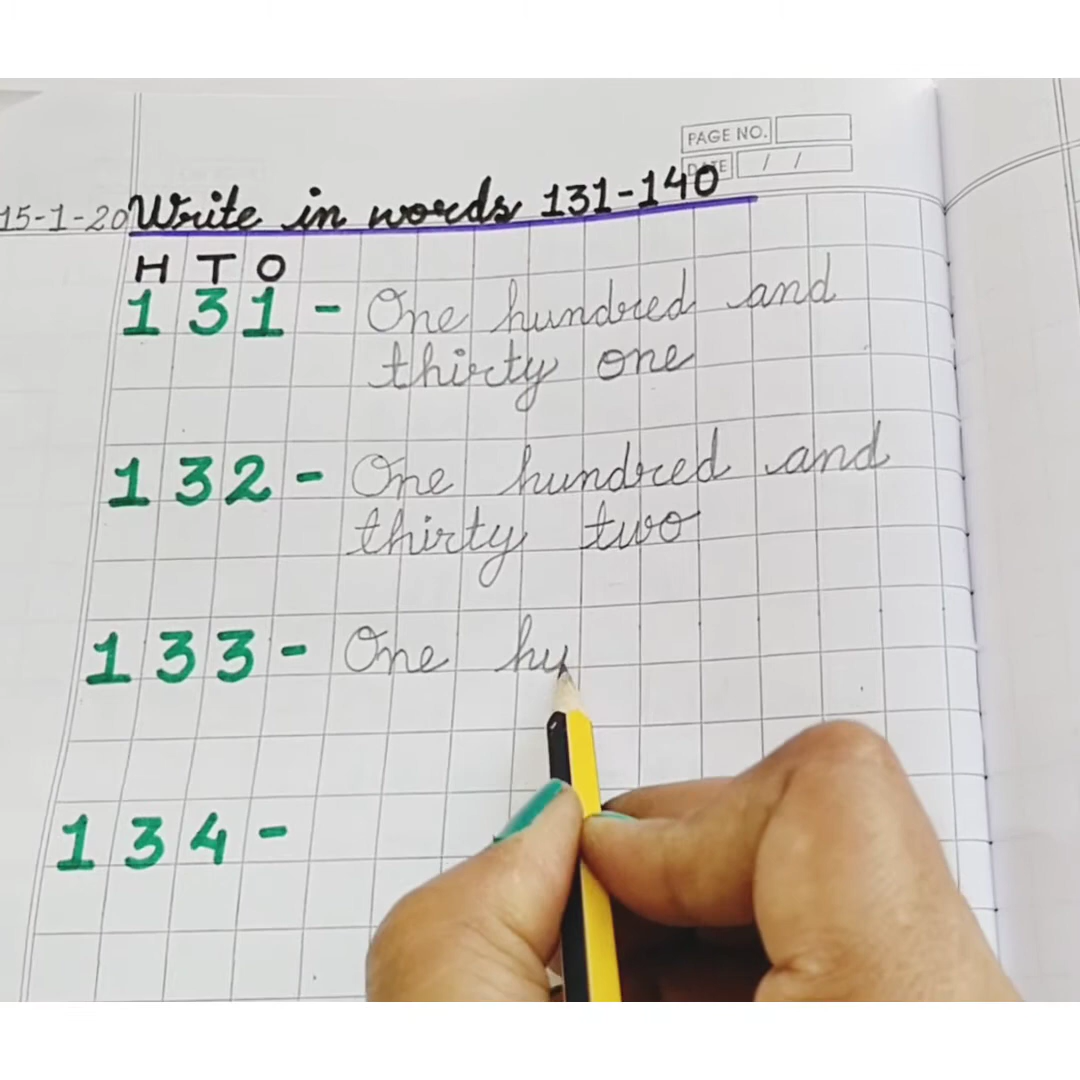 PAGE NO.
DATE / /
15-1-20
Write in words 131-140
H T O
131 - One hundred and
thirty one
132 - One hundred and
thirty two
133 - One hu
134 -